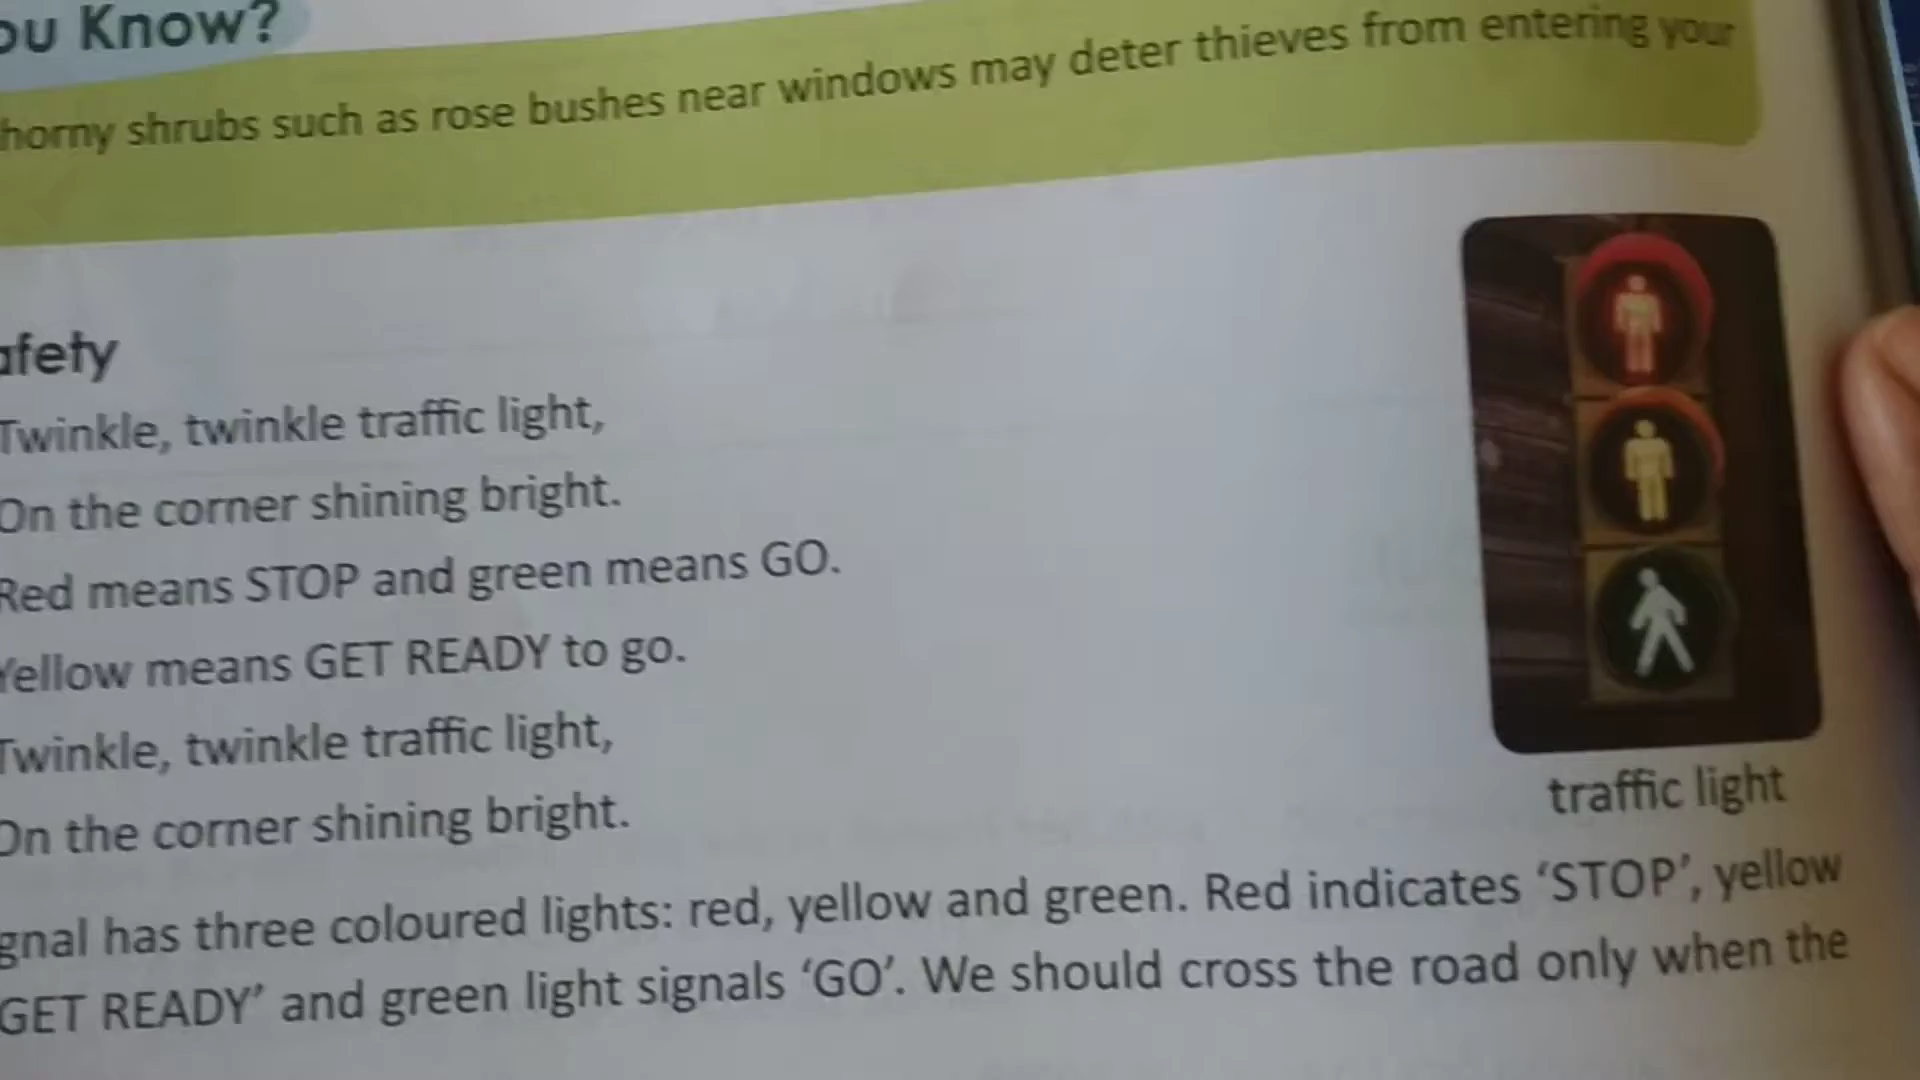 ou Know?
horny shrubs such as rose bushes near windows may deter thieves from entering your
afety
Twinkle, twinkle traffic light,
On the corner shining bright.
Red means STOP and green means GO.
Yellow means GET READY to go.
Twinkle, twinkle traffic light,
On the corner shining bright.
traffic light
gnal has three coloured lights: red, yellow and green. Red indicates ‘STOP’, yellow
GET READY’ and green light signals ‘GO’. We should cross the road only when the